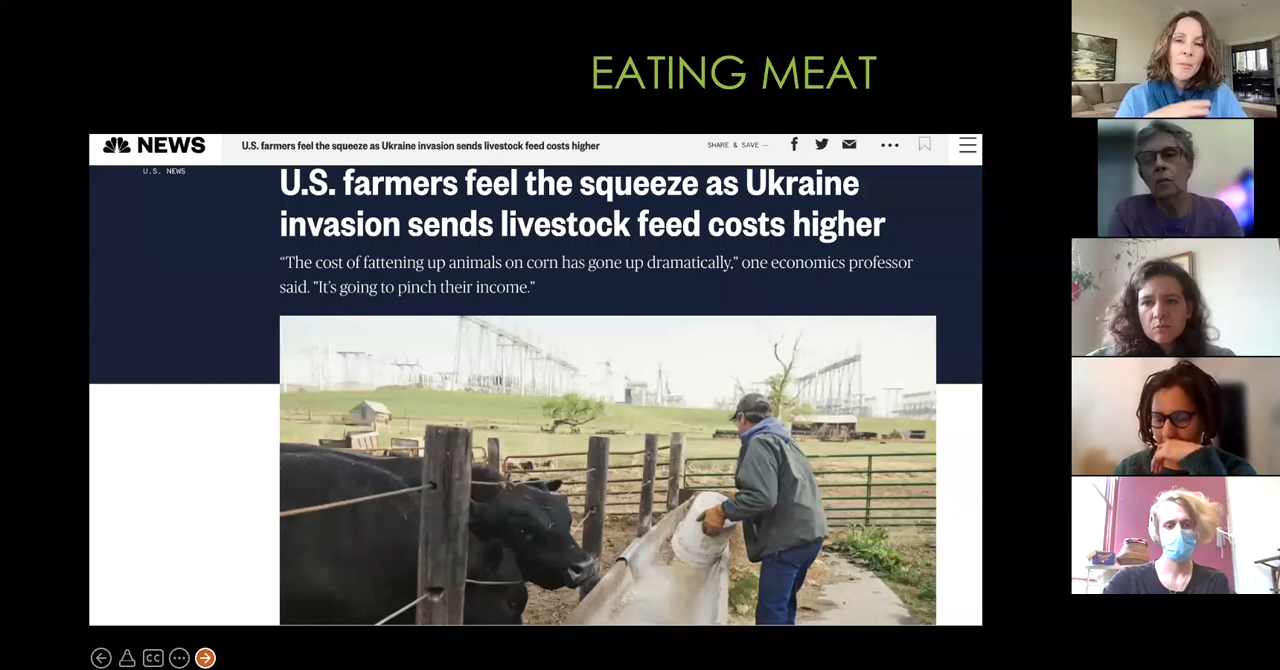 EATING MEAT
NEWS
U.S. farmers feel the squeeze as Ukraine invasion sends livestock feed costs higher
SHARE & SAVE —
U.S. NEWS
U.S. farmers feel the squeeze as Ukraine
invasion sends livestock feed costs higher
“The cost of fattening up animals on corn has gone up dramatically,” one economics professor
said. "It’s going to pinch their income.”
CC